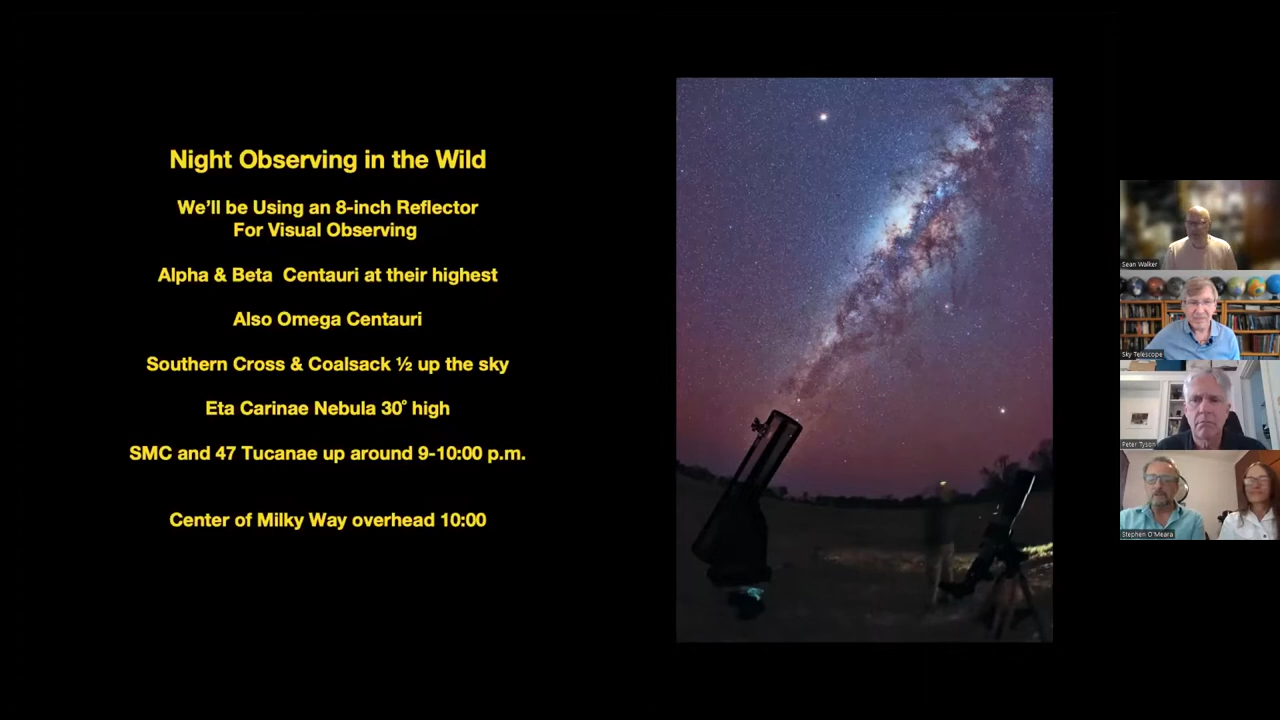 Night Observing in the Wild
We'll be Using an 8-inch Reflector
For Visual Observing
Alpha & Beta  Centauri at their highest
Also Omega Centauri
Southern Cross & Coalsack ½ up the sky
Eta Carinae Nebula 30° high
SMC and 47 Tucanae up around 9-10:00 p.m.
Center of Milky Way overhead 10:00
Sean Walker
Sky Telescope
Peter Tyson
Stephen O'Meara